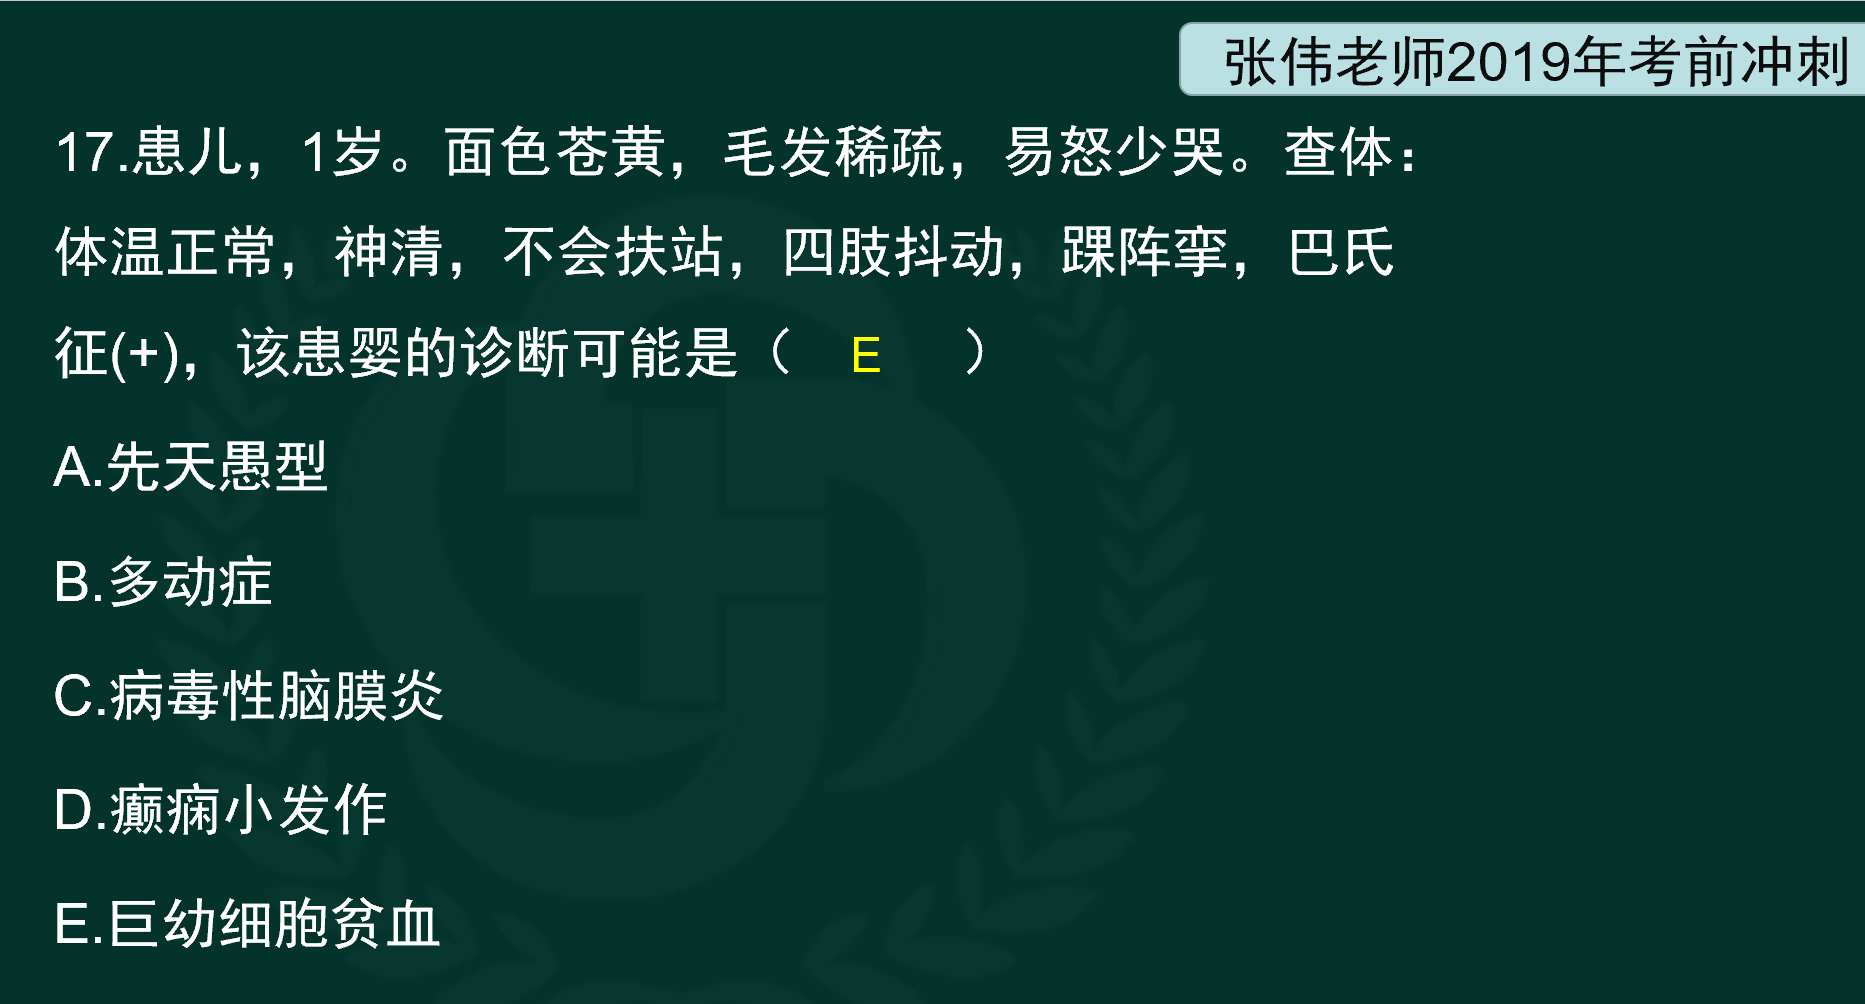 张伟老师2019年考前冲刺
17.患儿，1岁。面色苍黄，毛发稀疏，易怒少哭。查体：
体温正常，神清，不会扶站，四肢抖动，踝阵挛，巴氏
征(+)，该患婴的诊断可能是（ E ）
A.先天愚型
B.多动症
C.病毒性脑膜炎
D.癫痫小发作
E.巨幼细胞贫血